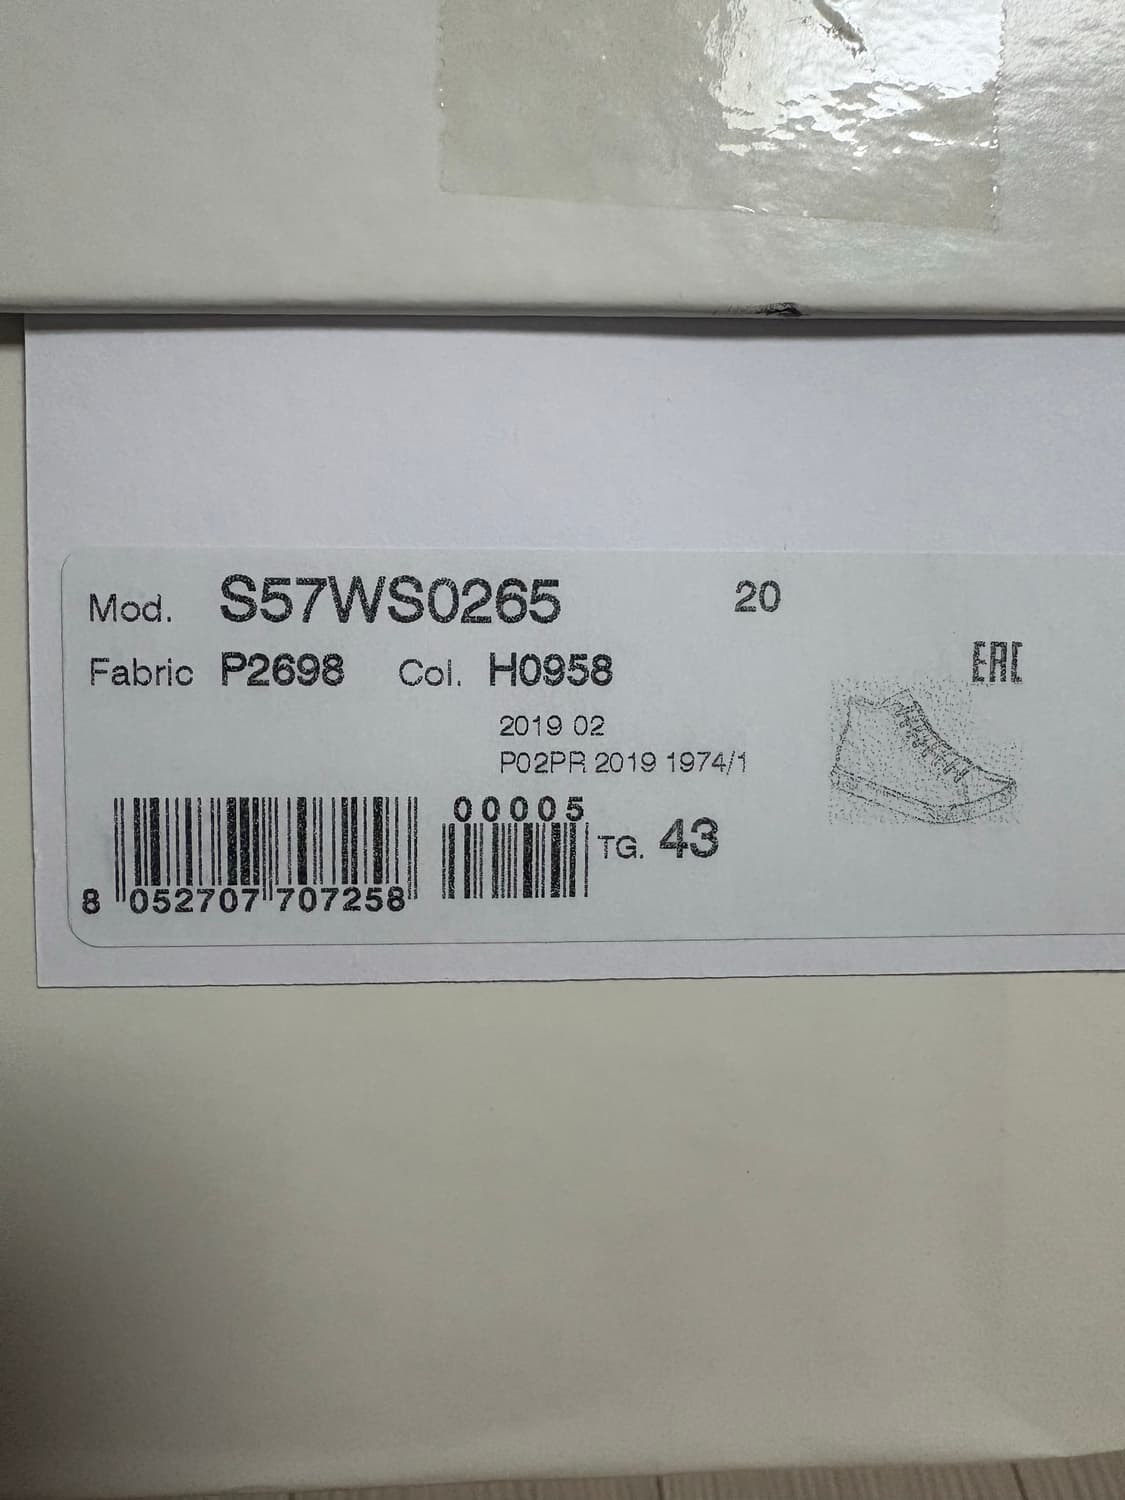 Mod. S57WS0265 20
Fabric P2698 Col. H0958
EAC
2019 02
P02PR 2019 1974/1
00005
TG. 43
8 052707 707258